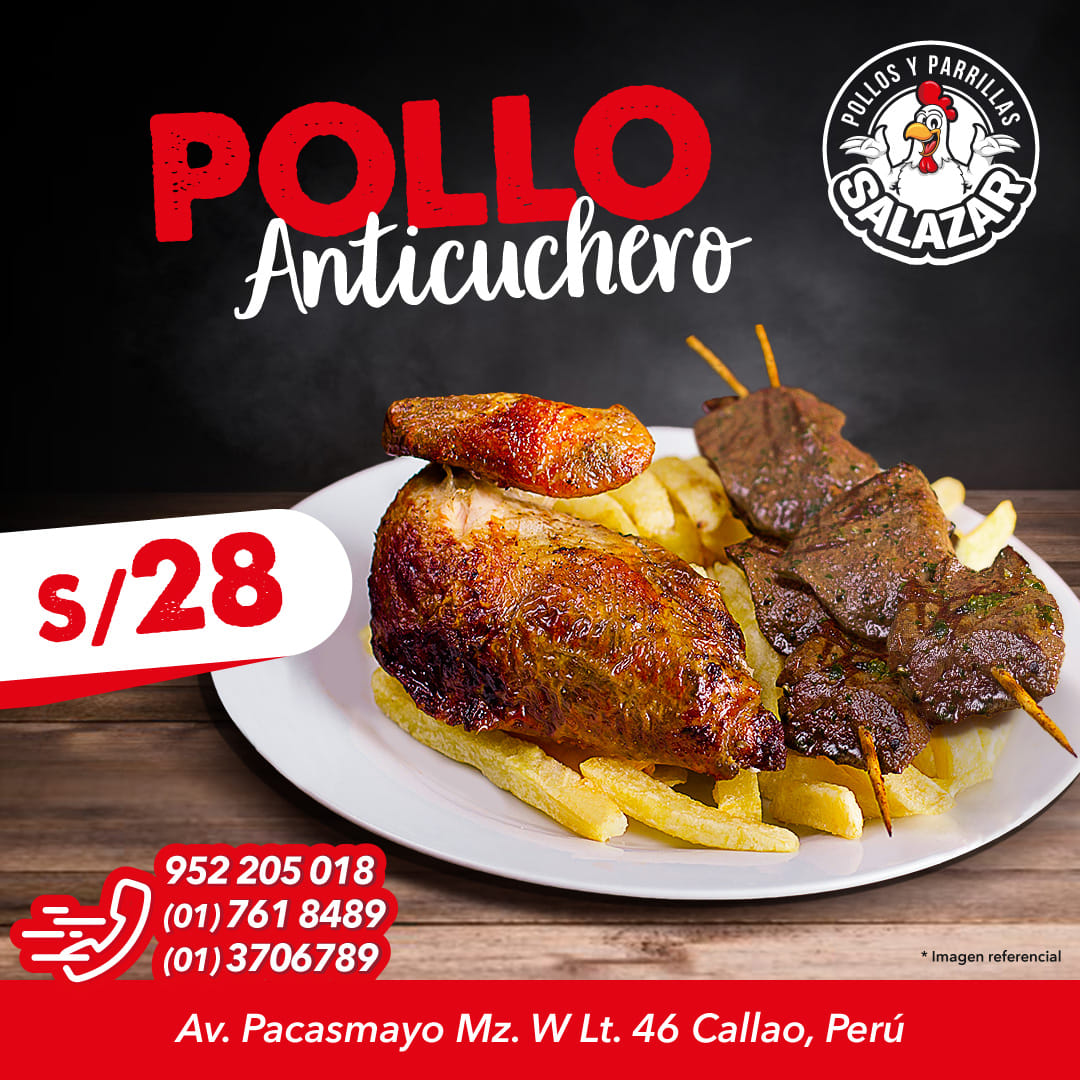 POLLO
Anticuchero
POLLOS Y PARRILLAS
SALAZAR
S/28
952 205 018
(01) 761 8489
(01) 3706789
* Imagen referencial
Av. Pacasmayo Mz. W Lt. 46 Callao, Perú